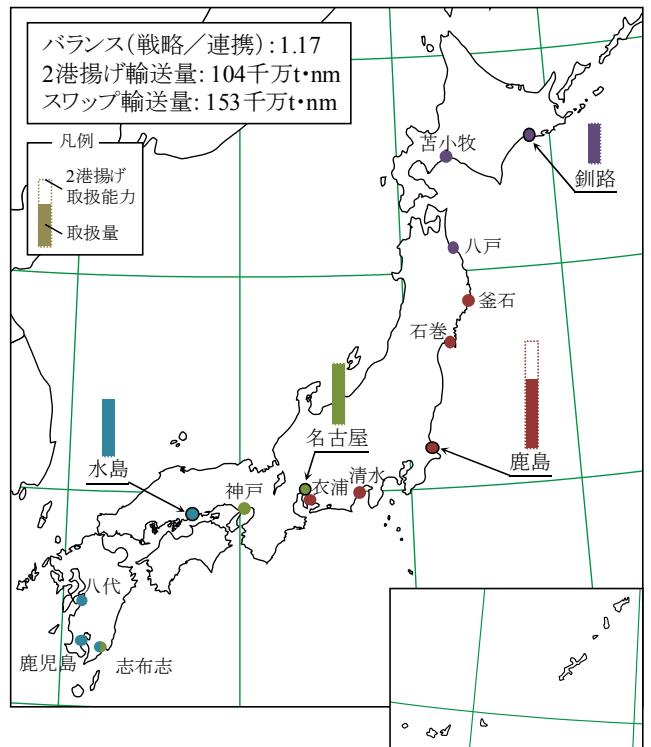 バランス(戦略／連携):1.17
2港揚げ輸送量:104千万t・nm
スワップ輸送量:153千万t・nm
凡例
2港揚げ
取扱能力
取扱量
苫小牧
釧路
八戸
釜石
石巻
鹿島
名古屋
水島
神戸
衣浦
清水
八代
鹿児島
志布志